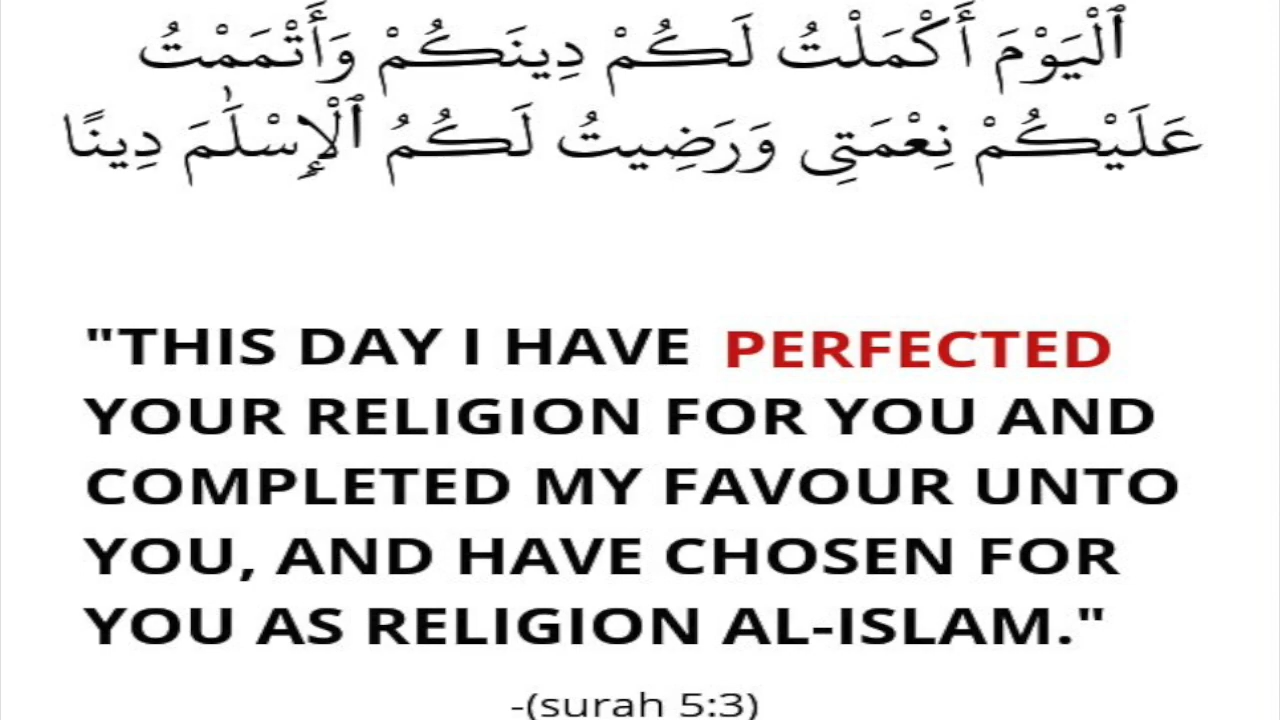 ٱلْيَوْمَ أَكْمَلْتُ لَكُمْ دِينَكُمْ وَأَتْمَمْتُ
عَلَيْكُمْ نِعْمَتِى وَرَضِيتُ لَكُمُ ٱلْإِسْلَٰمَ دِينًا
"THIS DAY I HAVE PERFECTED
YOUR RELIGION FOR YOU AND
COMPLETED MY FAVOUR UNTO
YOU, AND HAVE CHOSEN FOR
YOU AS RELIGION AL-ISLAM."
-(surah 5:3)